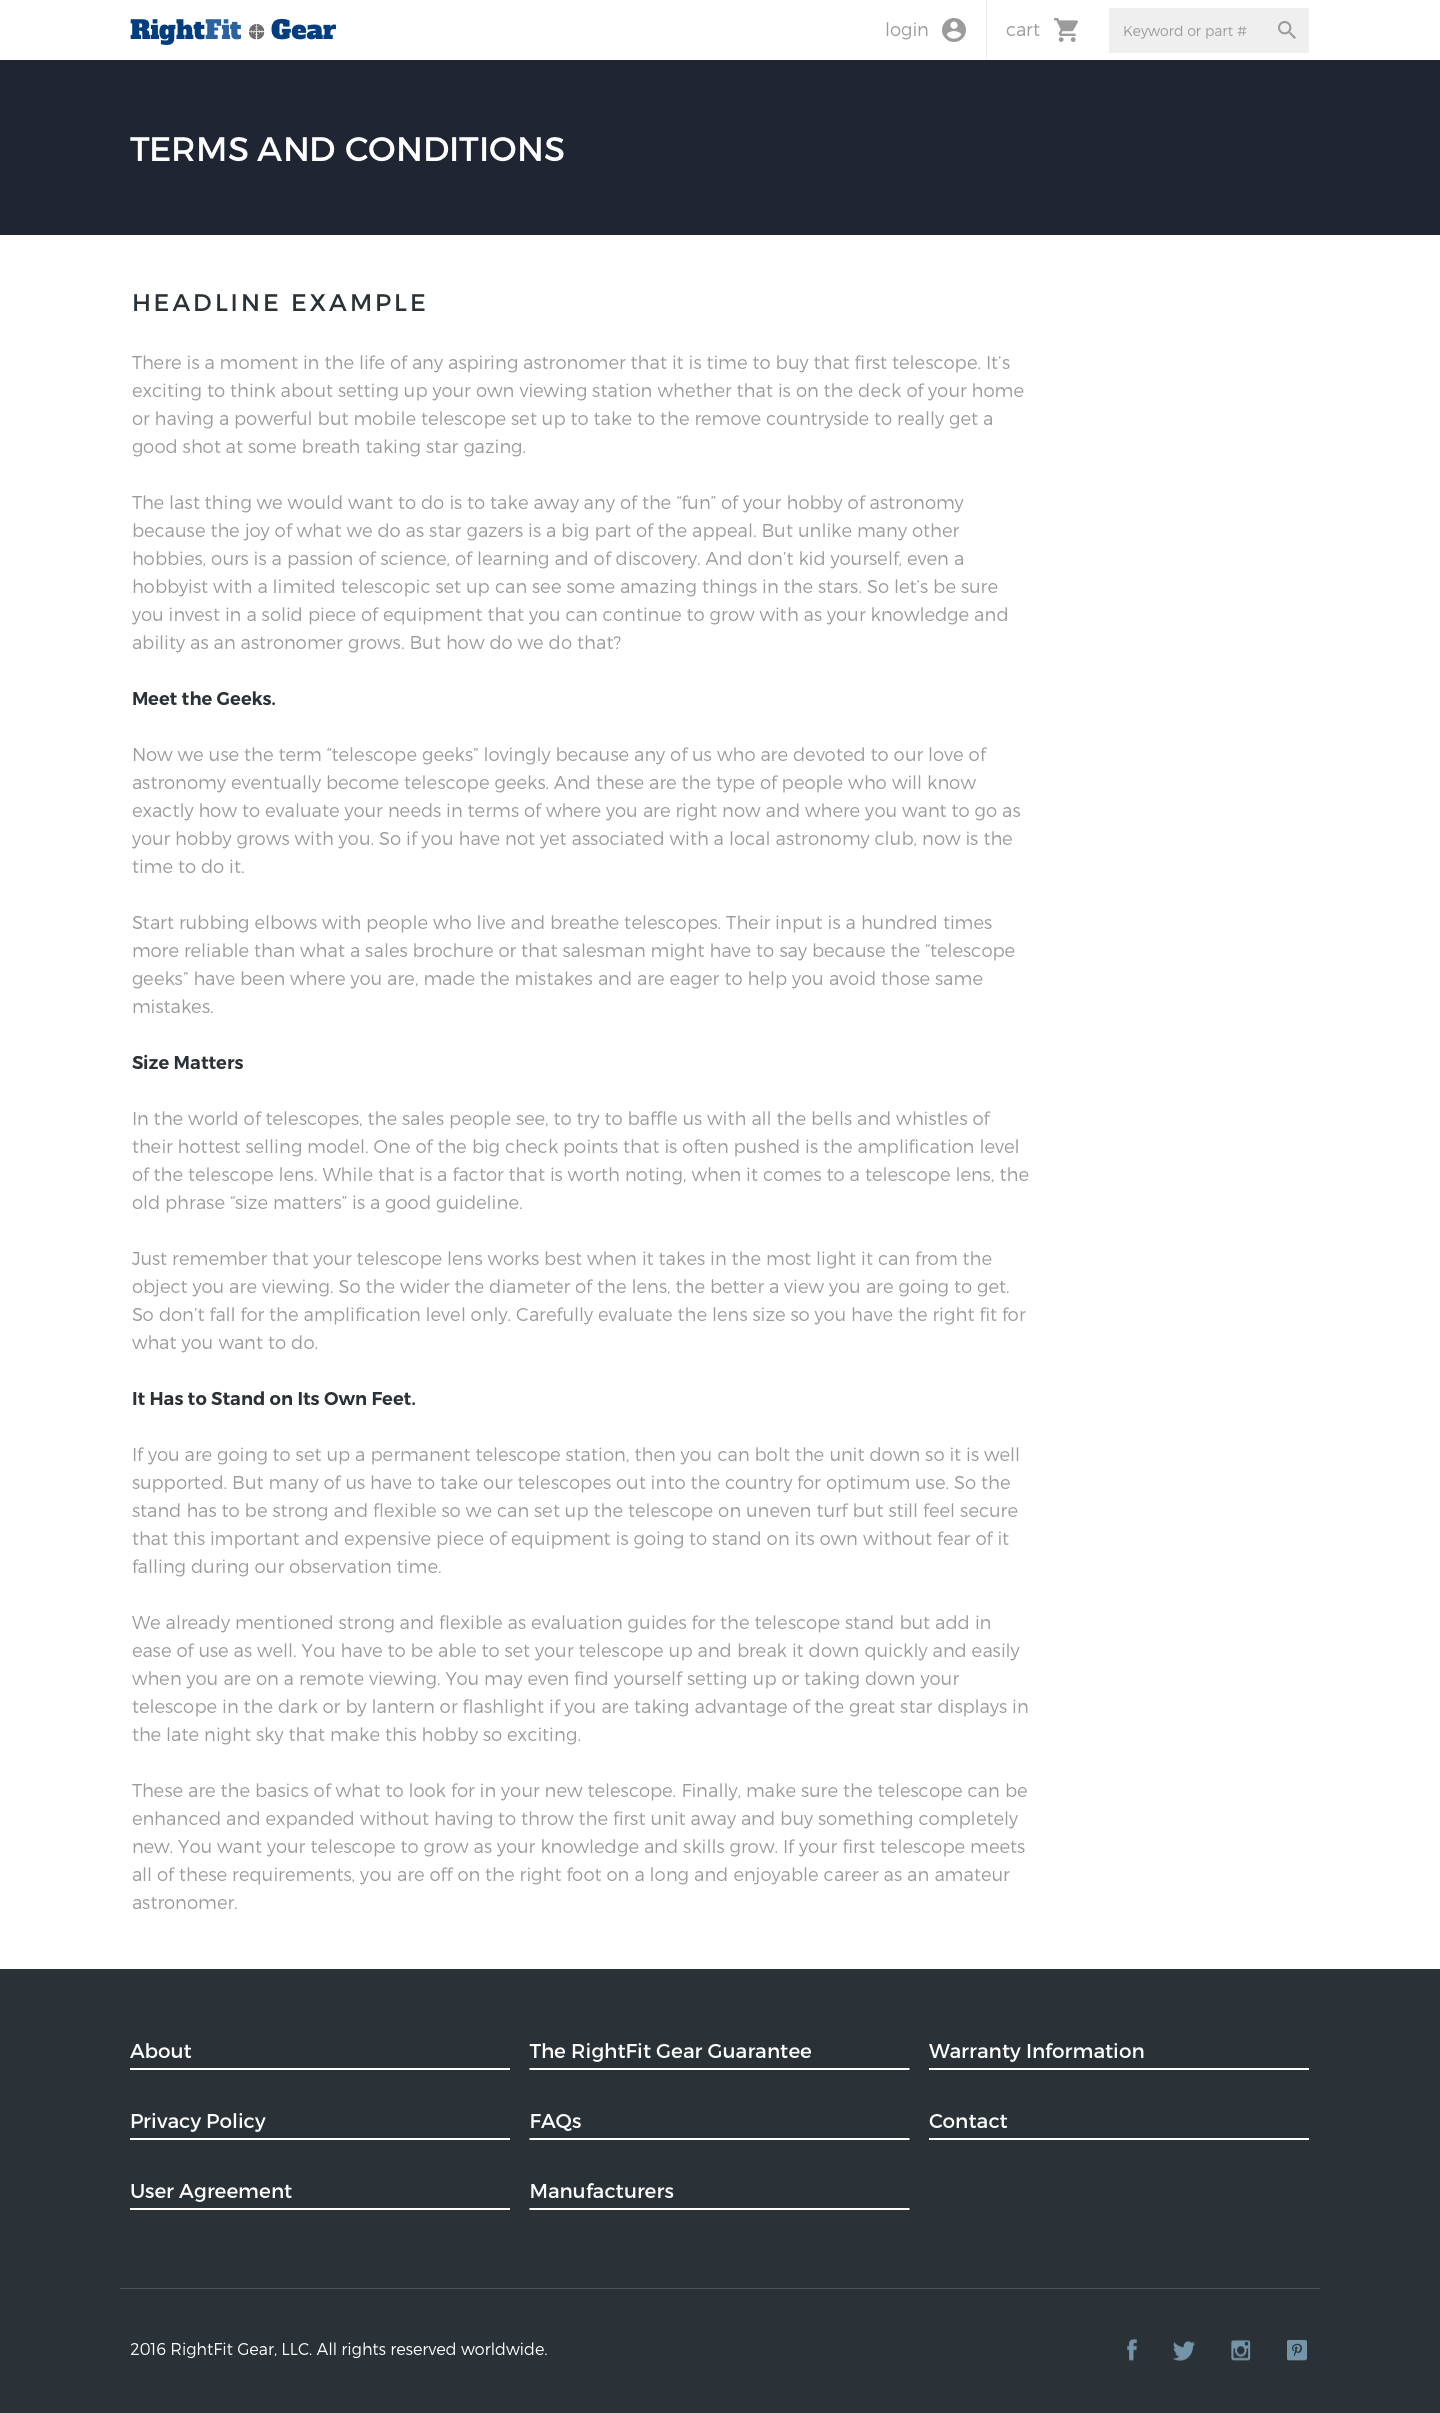 RightFit Gear
login
cart
Keyword or part #
TERMS AND CONDITIONS
HEADLINE EXAMPLE
There is a moment in the life of any aspiring astronomer that it is time to buy that first telescope. It’s
exciting to think about setting up your own viewing station whether that is on the deck of your home
or having a powerful but mobile telescope set up to take to the remove countryside to really get a
good shot at some breath taking star gazing.
The last thing we would want to do is to take away any of the “fun” of your hobby of astronomy
because the joy of what we do as star gazers is a big part of the appeal. But unlike many other
hobbies, ours is a passion of science, of learning and of discovery. And don’t kid yourself, even a
hobbyist with a limited telescopic set up can see some amazing things in the stars. So let’s be sure
you invest in a solid piece of equipment that you can continue to grow with as your knowledge and
ability as an astronomer grows. But how do we do that?
Meet the Geeks.
Now we use the term “telescope geeks” lovingly because any of us who are devoted to our love of
astronomy eventually become telescope geeks. And these are the type of people who will know
exactly how to evaluate your needs in terms of where you are right now and where you want to go as
your hobby grows with you. So if you have not yet associated with a local astronomy club, now is the
time to do it.
Start rubbing elbows with people who live and breathe telescopes. Their input is a hundred times
more reliable than what a sales brochure or that salesman might have to say because the “telescope
geeks” have been where you are, made the mistakes and are eager to help you avoid those same
mistakes.
Size Matters
In the world of telescopes, the sales people see, to try to baffle us with all the bells and whistles of
their hottest selling model. One of the big check points that is often pushed is the amplification level
of the telescope lens. While that is a factor that is worth noting, when it comes to a telescope lens, the
old phrase “size matters” is a good guideline.
Just remember that your telescope lens works best when it takes in the most light it can from the
object you are viewing. So the wider the diameter of the lens, the better a view you are going to get.
So don’t fall for the amplification level only. Carefully evaluate the lens size so you have the right fit for
what you want to do.
It Has to Stand on Its Own Feet.
If you are going to set up a permanent telescope station, then you can bolt the unit down so it is well
supported. But many of us have to take our telescopes out into the country for optimum use. So the
stand has to be strong and flexible so we can set up the telescope on uneven turf but still feel secure
that this important and expensive piece of equipment is going to stand on its own without fear of it
falling during our observation time.
We already mentioned strong and flexible as evaluation guides for the telescope stand but add in
ease of use as well. You have to be able to set your telescope up and break it down quickly and easily
when you are on a remote viewing. You may even find yourself setting up or taking down your
telescope in the dark or by lantern or flashlight if you are taking advantage of the great star displays in
the late night sky that make this hobby so exciting.
These are the basics of what to look for in your new telescope. Finally, make sure the telescope can be
enhanced and expanded without having to throw the first unit away and buy something completely
new. You want your telescope to grow as your knowledge and skills grow. If your first telescope meets
all of these requirements, you are off on the right foot on a long and enjoyable career as an amateur
astronomer.
About
The RightFit Gear Guarantee
Warranty Information
Privacy Policy
FAQs
Contact
User Agreement
Manufacturers
2016 RightFit Gear, LLC. All rights reserved worldwide.